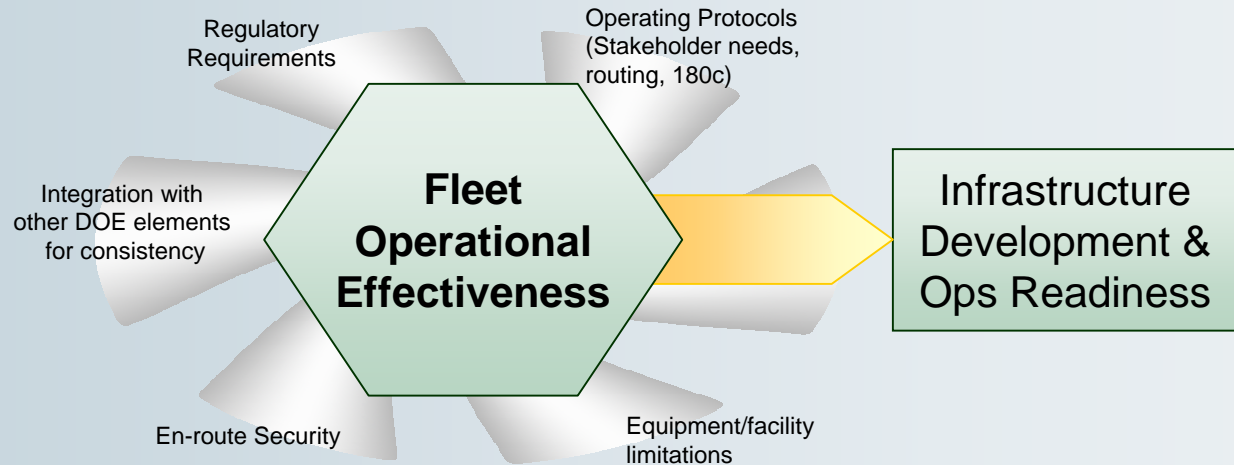 Regulatory
Requirements
Operating Protocols
(Stakeholder needs,
routing, 180c)
Integration with
other DOE elements
for consistency
Fleet
Operational
Effectiveness
Infrastructure
Development &
Ops Readiness
En-route Security
Equipment/facility
limitations